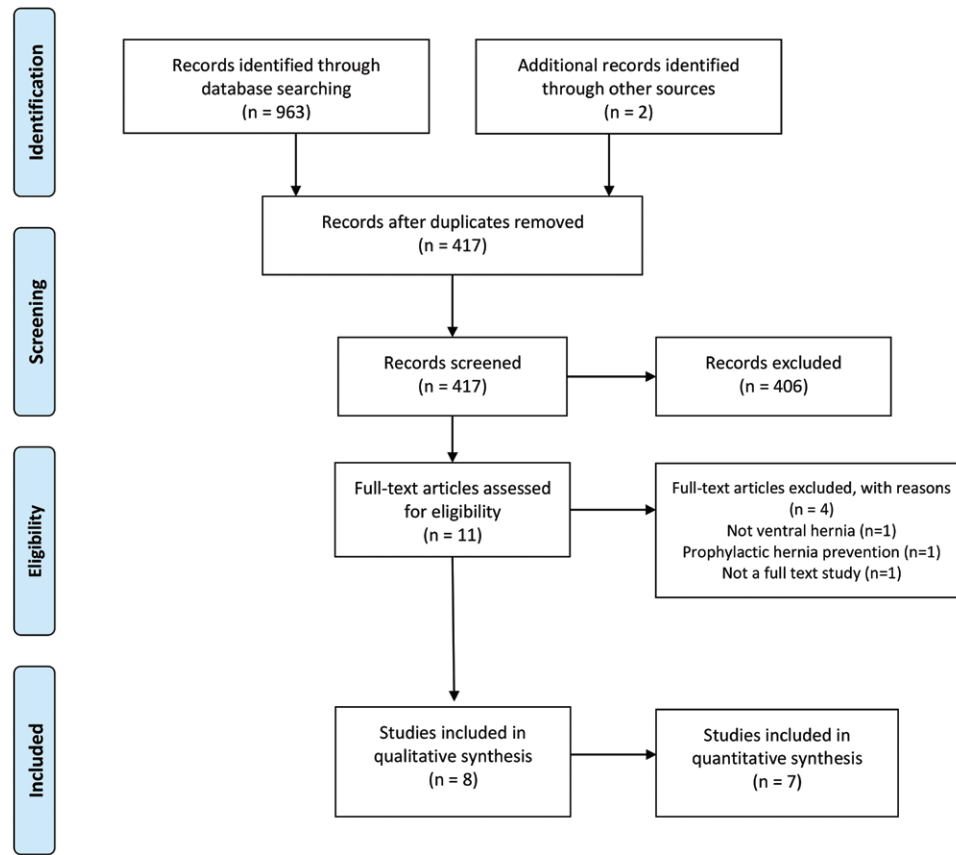 Identification
Records identified through
database searching
(n = 963)
Additional records identified
through other sources
(n = 2)
Records after duplicates removed
(n = 417)
Screening
Records screened
(n = 417)
Records excluded
(n = 406)
Eligibility
Full-text articles assessed
for eligibility
(n = 11)
Full-text articles excluded, with reasons
(n = 4)
Not ventral hernia (n=1)
Prophylactic hernia prevention (n=1)
Not a full text study (n=1)
Included
Studies included in
qualitative synthesis
(n = 8)
Studies included in
quantitative synthesis
(n = 7)